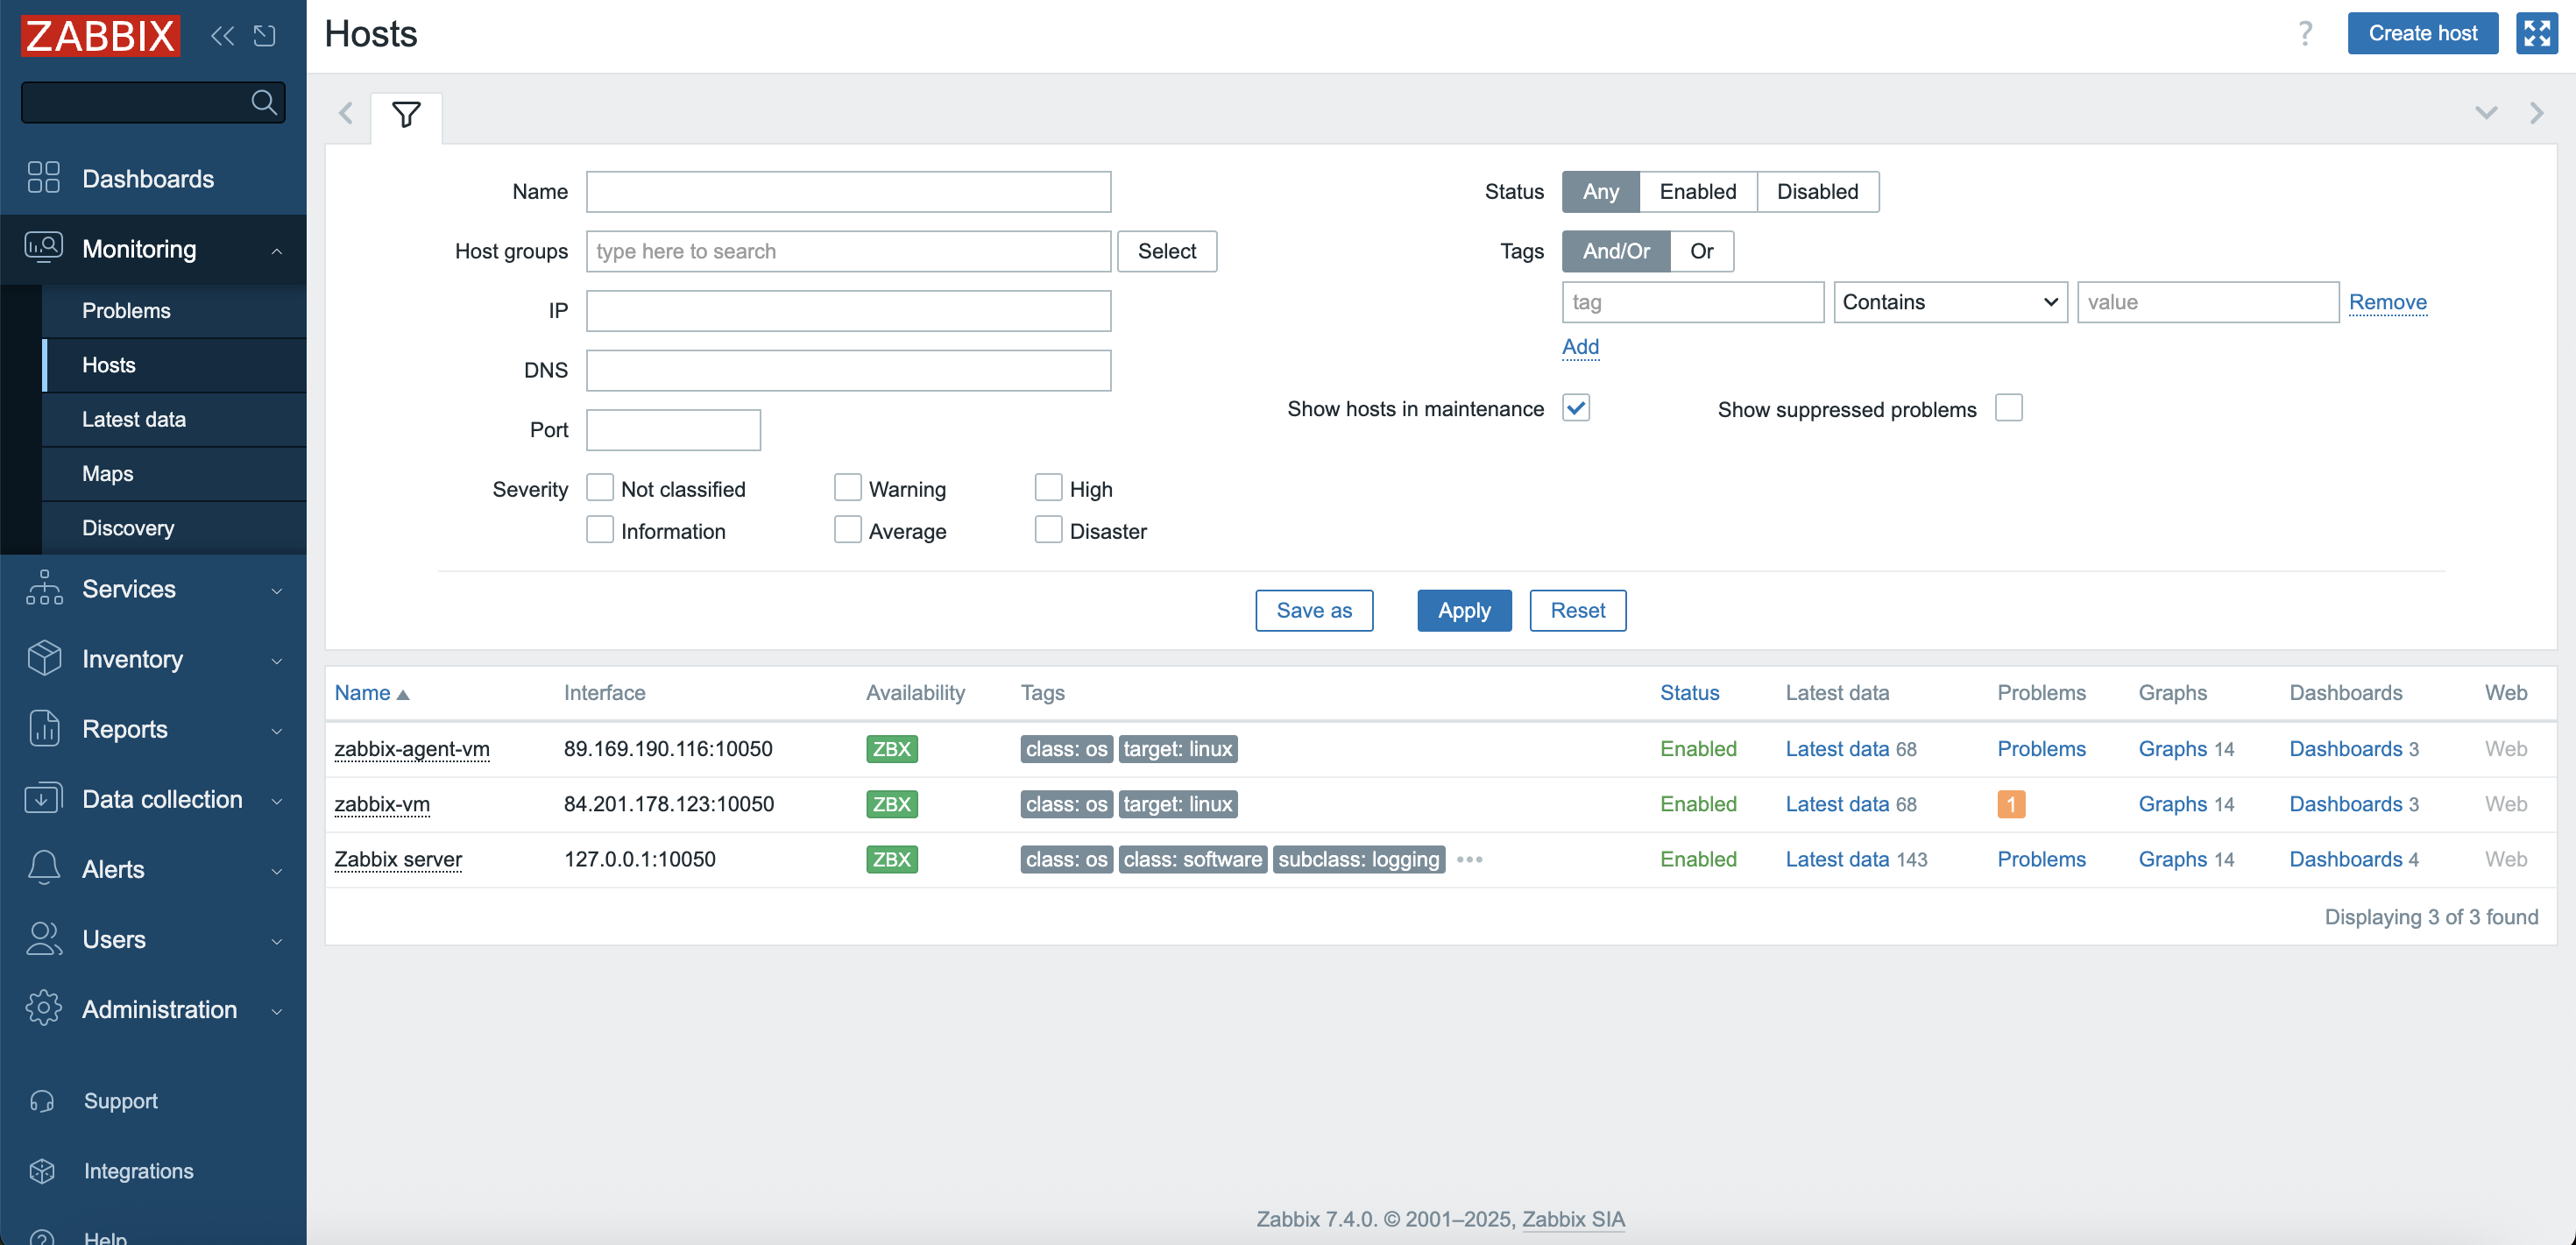 ZABBIX
Dashboards
Monitoring
Problems
Hosts
Latest data
Maps
Discovery
Services
Inventory
Reports
Data collection
Alerts
Users
Administration
Support
Integrations
Help
Hosts
? Create host
Name
Host groups type here to search Select
IP
DNS
Port
Severity Not classified Warning High
Information Average Disaster
Status Any Enabled Disabled
Tags And/Or Or
tag Contains value Remove
Add
Show hosts in maintenance Show suppressed problems
Save as Apply Reset
Name Interface Availability Tags Status Latest data Problems Graphs Dashboards Web
zabbix-agent-vm 89.169.190.116:10050 ZBX class: os target: linux Enabled Latest data 68 Problems Graphs 14 Dashboards 3 Web
zabbix-vm 84.201.178.123:10050 ZBX class: os target: linux Enabled Latest data 68 1 Graphs 14 Dashboards 3 Web
Zabbix server 127.0.0.1:10050 ZBX class: os class: software subclass: logging ••• Enabled Latest data 143 Problems Graphs 14 Dashboards 4 Web
Displaying 3 of 3 found
Zabbix 7.4.0. © 2001–2025, Zabbix SIA